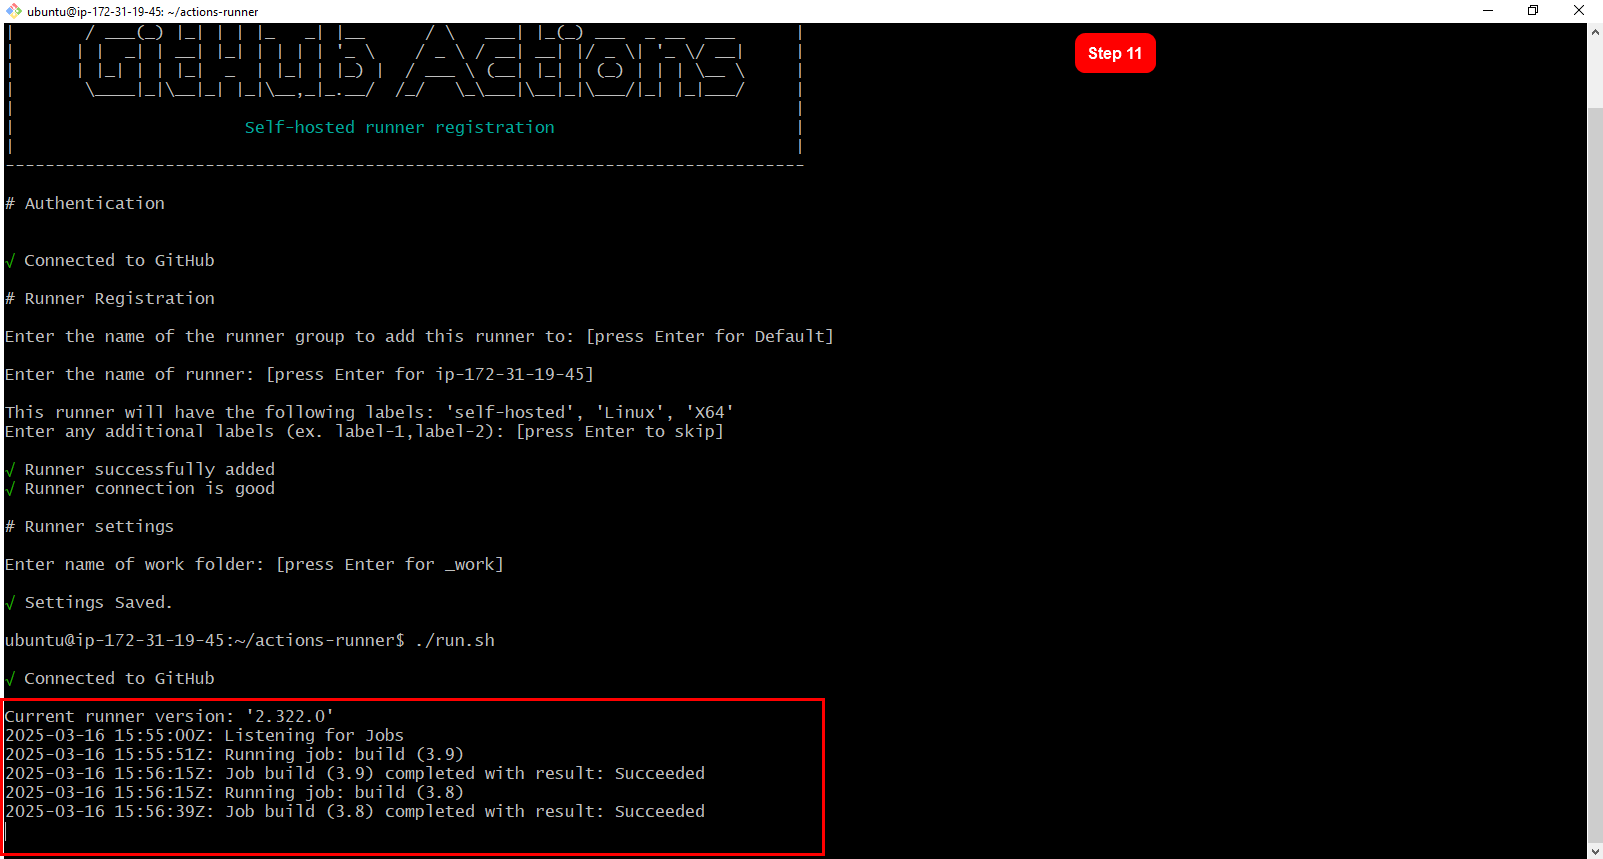 ubuntu@ip-172-31-19-45: ~/actions-runner
Step 11
GitHub Actions
Self-hosted runner registration
# Authentication
√ Connected to GitHub
# Runner Registration
Enter the name of the runner group to add this runner to: [press Enter for Default]
Enter the name of runner: [press Enter for ip-172-31-19-45]
This runner will have the following labels: 'self-hosted', 'Linux', 'X64'
Enter any additional labels (ex. label-1,label-2): [press Enter to skip]
√ Runner successfully added
√ Runner connection is good
# Runner settings
Enter name of work folder: [press Enter for _work]
√ Settings Saved.
ubuntu@ip-172-31-19-45:~/actions-runner$ ./run.sh
√ Connected to GitHub
Current runner version: '2.322.0'
2025-03-16 15:55:00Z: Listening for Jobs
2025-03-16 15:55:51Z: Running job: build (3.9)
2025-03-16 15:56:15Z: Job build (3.9) completed with result: Succeeded
2025-03-16 15:56:15Z: Running job: build (3.8)
2025-03-16 15:56:39Z: Job build (3.8) completed with result: Succeeded